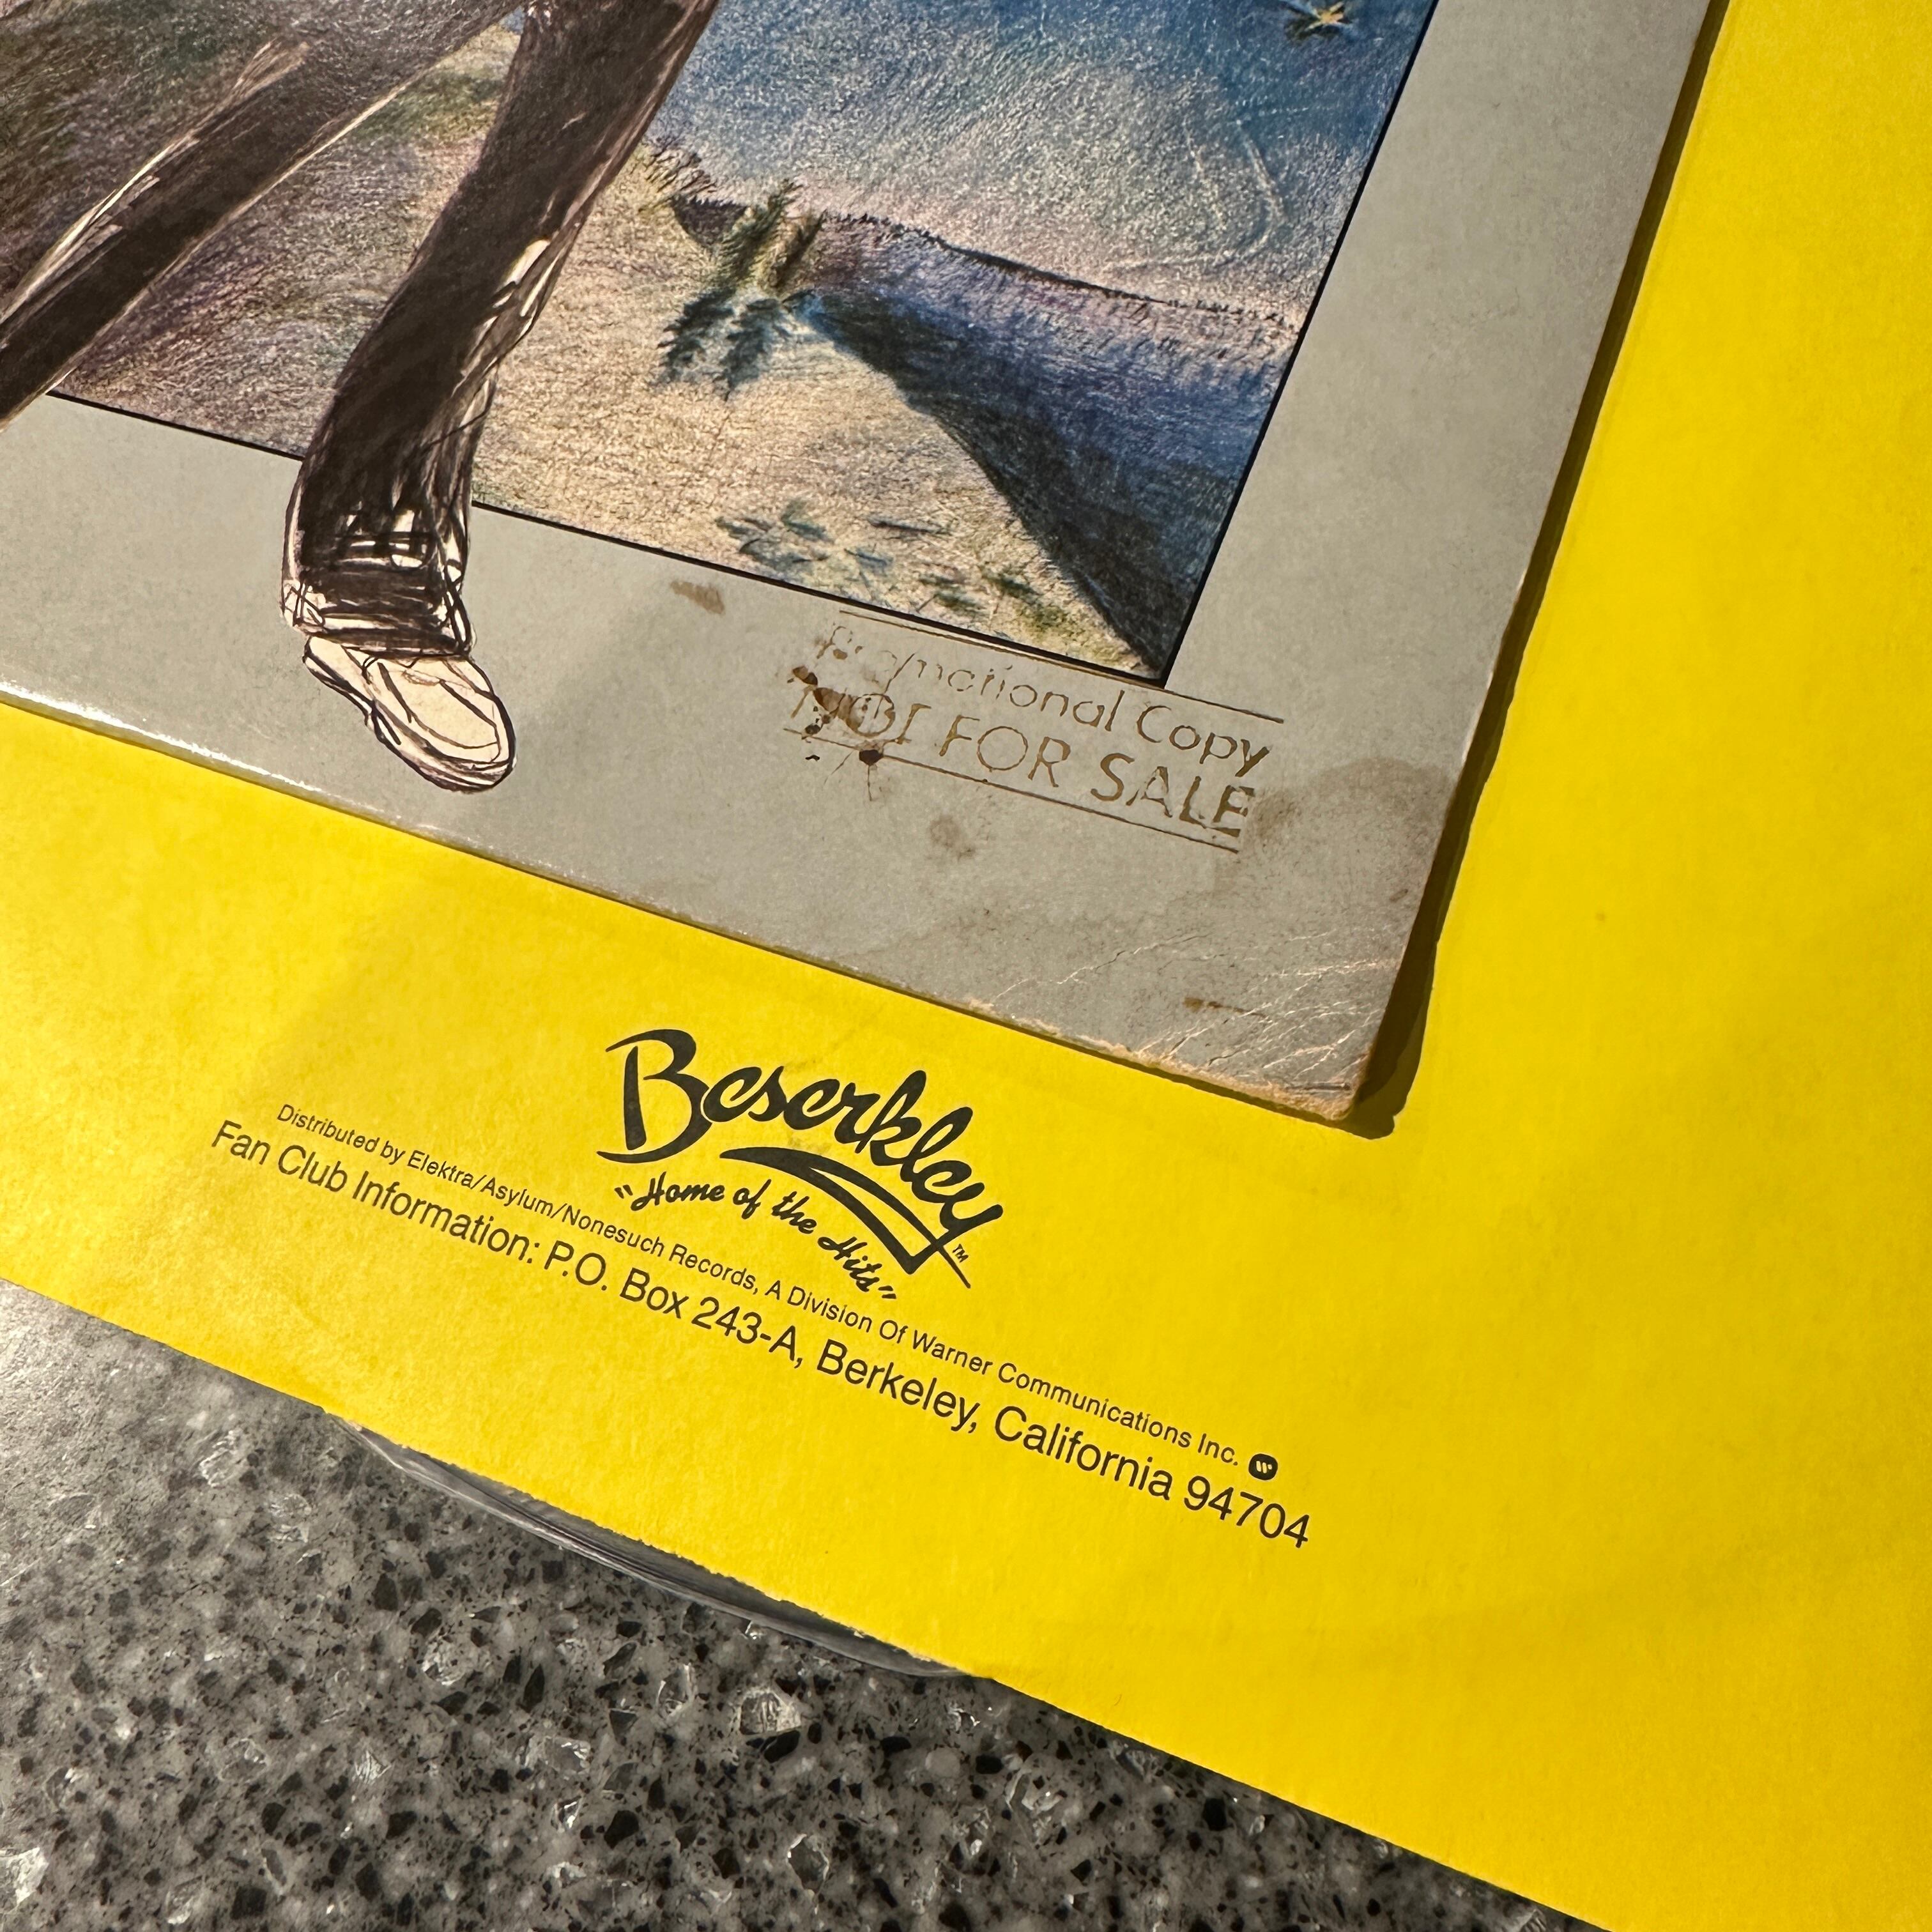 Promotional Copy
NOT FOR SALE
Beserkley™
"Home of the Hits"
Distributed by Elektra/Asylum/Nonesuch Records, A Division Of Warner Communications Inc.
Fan Club Information: P.O. Box 243-A, Berkeley, California 94704